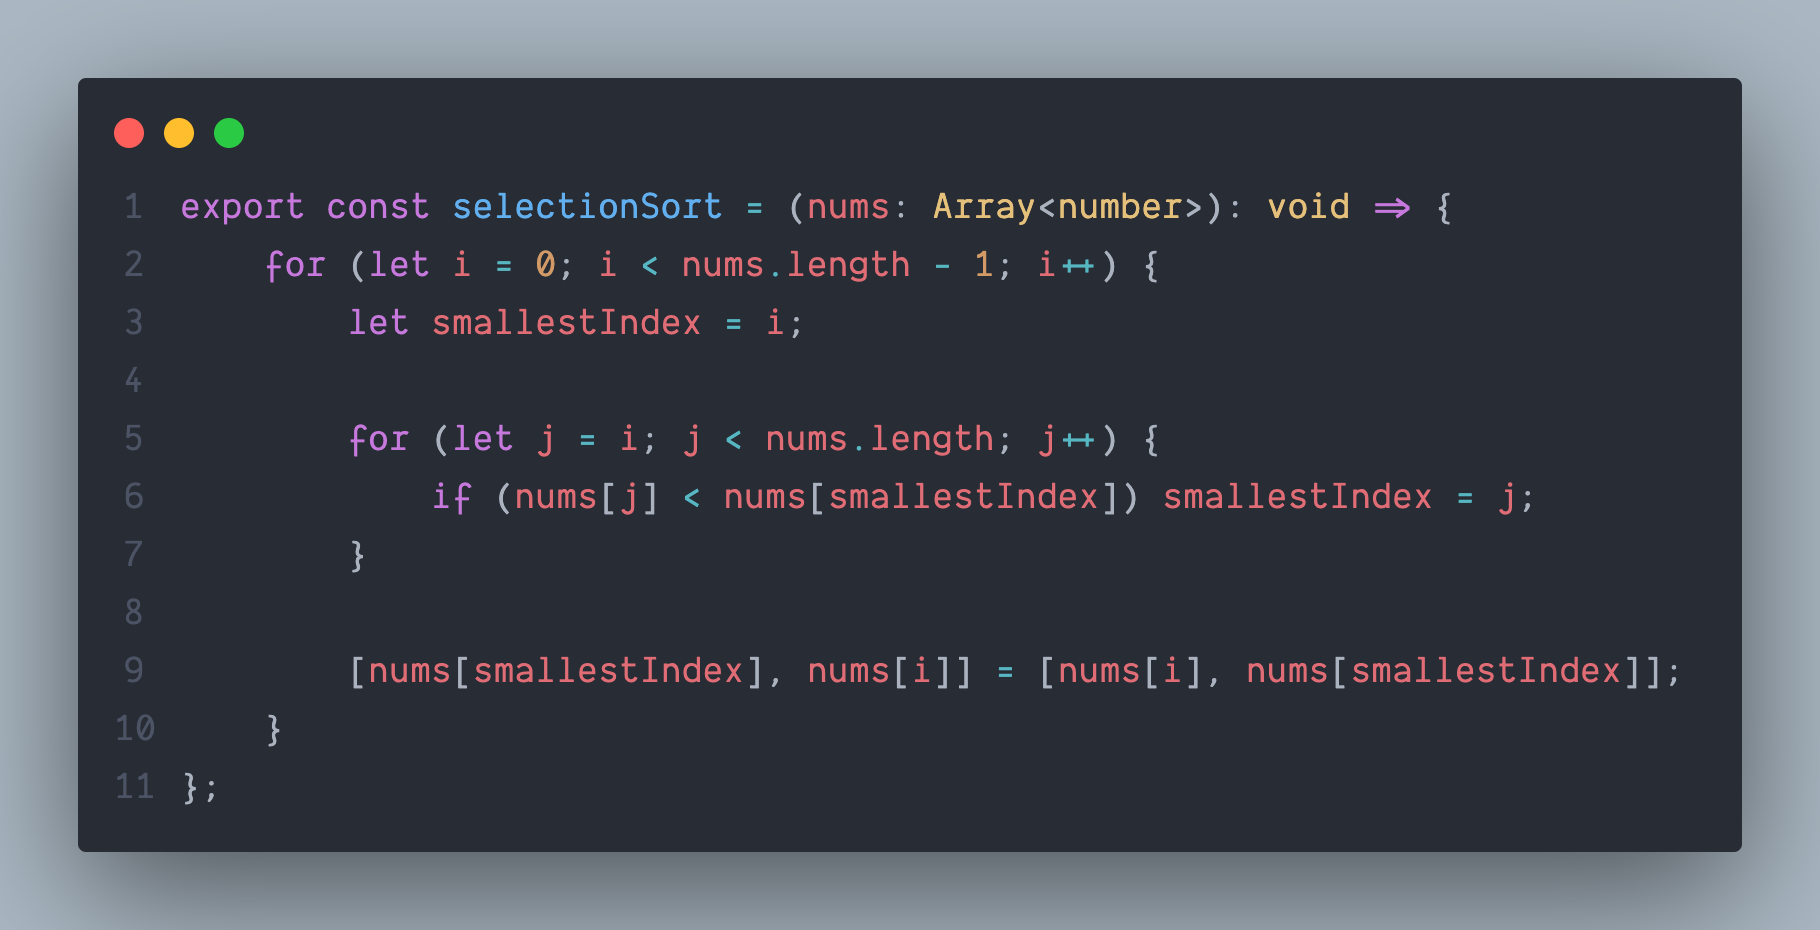 1 export const selectionSort = (nums: Array<number>): void => {
2     for (let i = 0; i < nums.length - 1; i++) {
3         let smallestIndex = i;
4
5         for (let j = i; j < nums.length; j++) {
6             if (nums[j] < nums[smallestIndex]) smallestIndex = j;
7         }
8
9         [nums[smallestIndex], nums[i]] = [nums[i], nums[smallestIndex]];
10     }
11 };